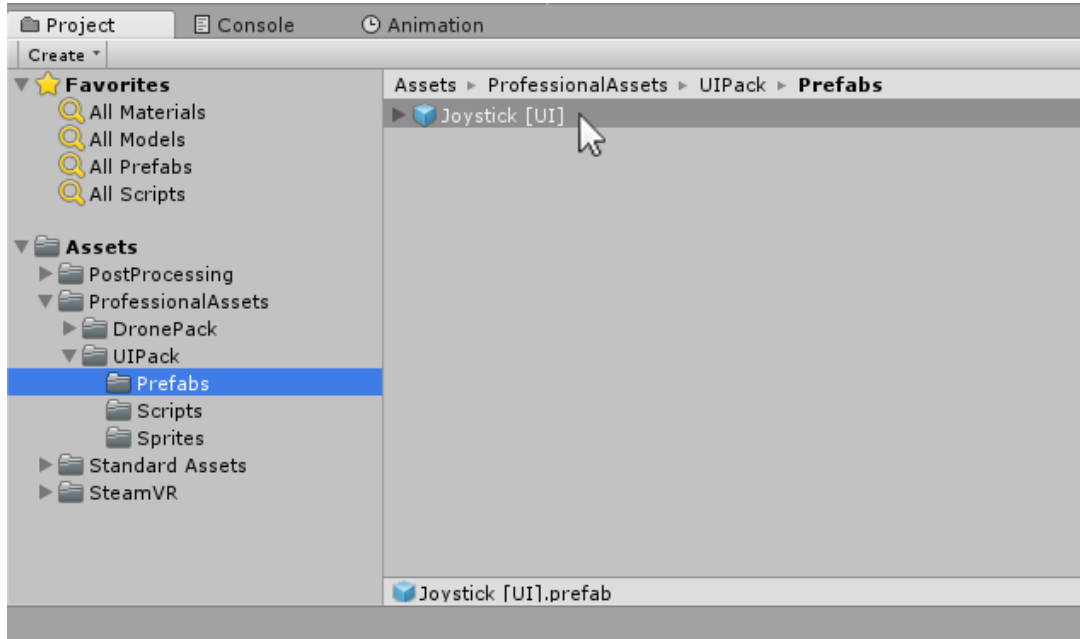 Project Console Animation
Create
Favorites
All Materials
All Models
All Prefabs
All Scripts
Assets
PostProcessing
ProfessionalAssets
DronePack
UIPack
Prefabs
Scripts
Sprites
Standard Assets
SteamVR
Assets ▸ ProfessionalAssets ▸ UIPack ▸ Prefabs
Joystick [UI]
Joystick [UI].prefab